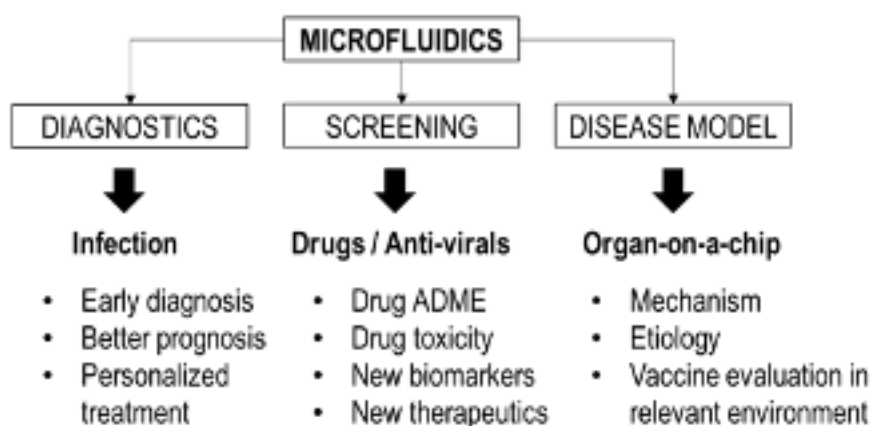 MICROFLUIDICS
DIAGNOSTICS
SCREENING
DISEASE MODEL
Infection
Drugs / Anti-virals
Organ-on-a-chip
• Early diagnosis
• Better prognosis
• Personalized
treatment
• Drug ADME
• Drug toxicity
• New biomarkers
• New therapeutics
• Mechanism
• Etiology
• Vaccine evaluation in
relevant environment